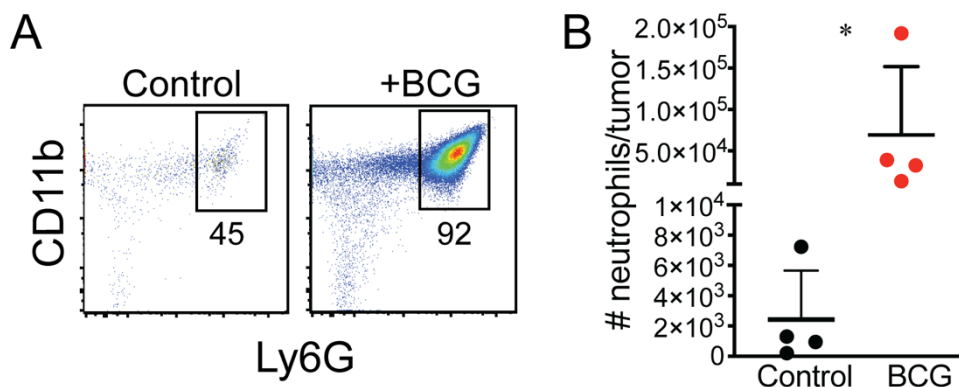 A
Control
+BCG
CD11b
45
92
Ly6G
B
*
# neutrophils/tumor
2.0×10⁵
1.5×10⁵
1.0×10⁵
5.0×10⁴
1×10⁴
8×10³
6×10³
4×10³
2×10³
0
Control BCG